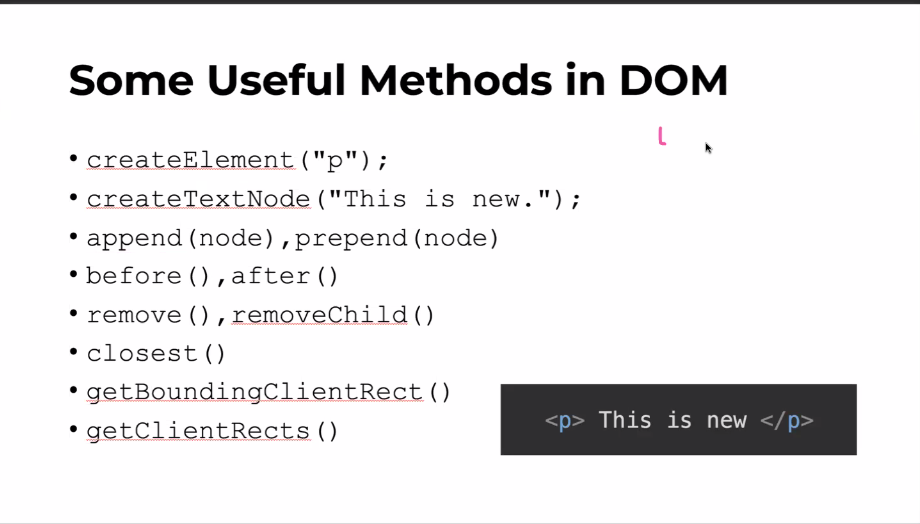 Some Useful Methods in DOM
• createElement("p");
• createTextNode("This is new.");
• append(node),prepend(node)
• before(),after()
• remove(),removeChild()
• closest()
• getBoundingClientRect()
• getClientRects()
<p> This is new </p>